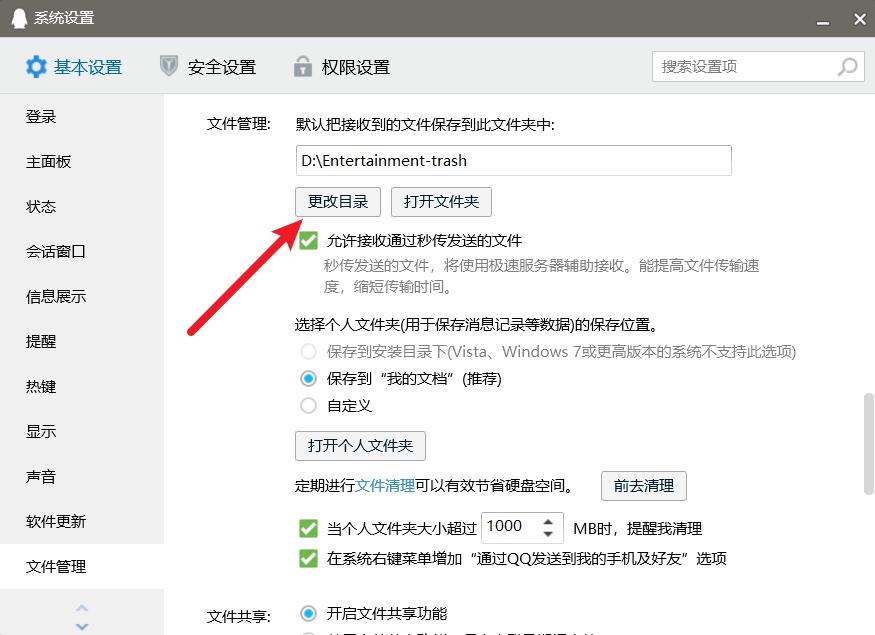 系统设置
基本设置
安全设置
权限设置
搜索设置项
登录
主面板
状态
会话窗口
信息展示
提醒
热键
显示
声音
软件更新
文件管理
文件管理:
默认把接收到的文件保存到此文件夹中:
D:\Entertainment-trash
更改目录
打开文件夹
允许接收通过秒传发送的文件
秒传发送的文件，将使用极速服务器辅助接收。能提高文件传输速
度，缩短传输时间。
选择个人文件夹(用于保存消息记录等数据)的保存位置。
保存到安装目录下(Vista、Windows 7或更高版本的系统不支持此选项)
保存到“我的文档”(推荐)
自定义
打开个人文件夹
定期进行文件清理可以有效节省硬盘空间。
前去清理
当个人文件夹大小超过 1000 MB时，提醒我清理
在系统右键菜单增加“通过QQ发送到我的手机及好友”选项
文件共享:
开启文件共享功能